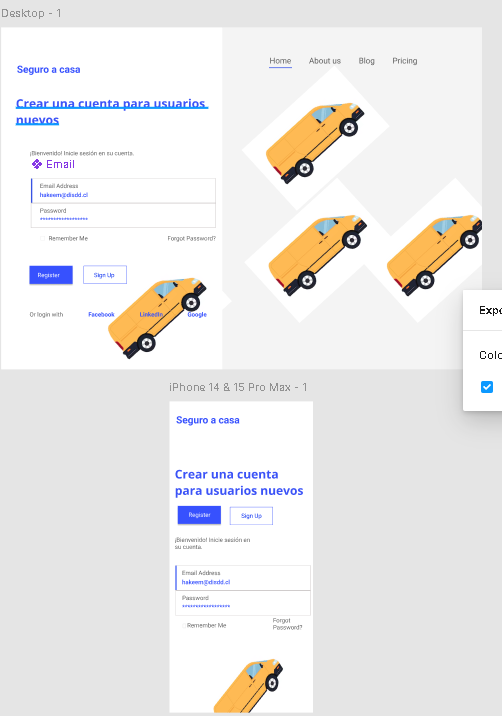 Desktop - 1
Seguro a casa
Home About us Blog Pricing
Crear una cuenta para usuarios
nuevos
¡Bienvenido! Inicie sesión en su cuenta.
Email
Email Address
hakeem@disdd.cl
Password
******************
Remember Me Forgot Password?
Register Sign Up
Or login with Facebook LinkedIn Google
Expo
Colo
iPhone 14 & 15 Pro Max - 1
Seguro a casa
Crear una cuenta
para usuarios nuevos
Register Sign Up
¡Bienvenido! Inicie sesión en
su cuenta.
Email Address
hakeem@disdd.cl
Password
******************
Remember Me
Forgot
Password?